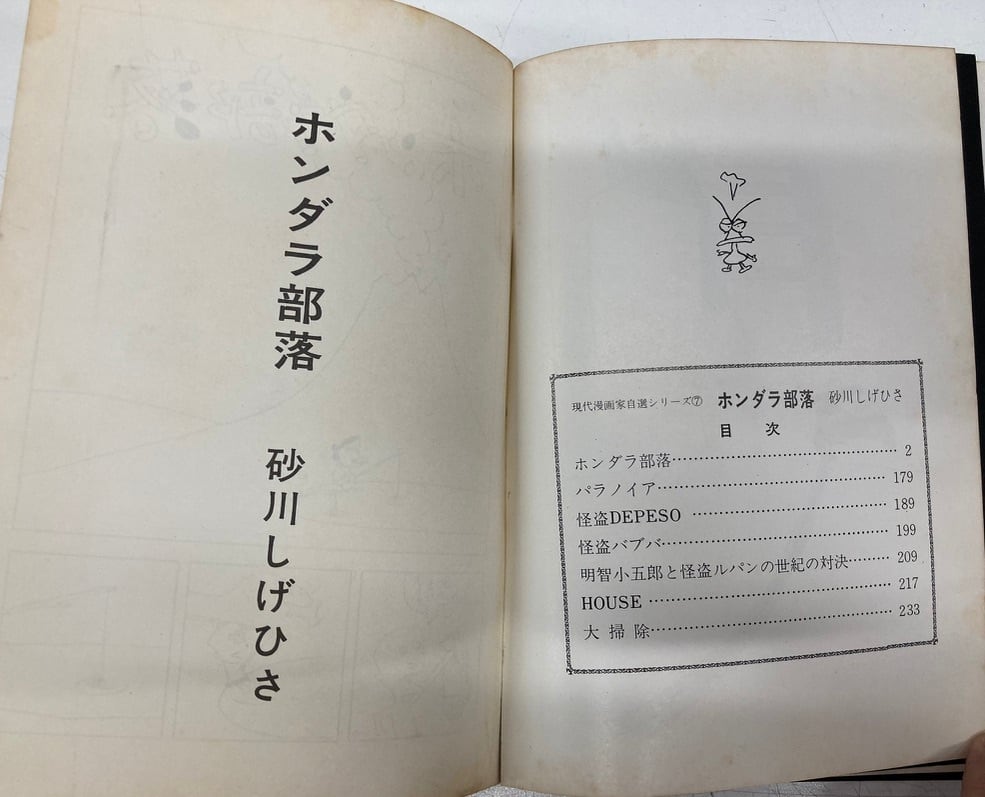 ホンダラ部落 砂川しげひさ
現代漫画家自選シリーズ⑦ ホンダラ部落 砂川しげひさ
目 次
ホンダラ部落……………………………… 2
パラノイア……………………………… 179
怪盗DEPESO ………………………… 189
怪盗バブバ……………………………… 199
明智小五郎と怪盗ルパンの世紀の対決……… 209
HOUSE ……………………………… 217
大 掃 除……………………………… 233